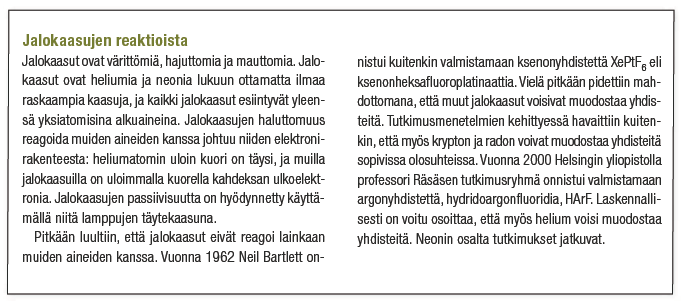 Jalokaasujen reaktioista
Jalokaasut ovat värittömiä, hajuttomia ja mauttomia. Jalo-
kaasut ovat heliumia ja neonia lukuun ottamatta ilmaa
raskaampia kaasuja, ja kaikki jalokaasut esiintyvät yleen-
sä yksiatomisina alkuaineina. Jalokaasujen haluttomuus
reagoida muiden aineiden kanssa johtuu niiden elektroni-
rakenteesta: heliumatomin uloin kuori on täysi, ja muilla
jalokaasuilla on uloimmalla kuorella kahdeksan ulkoelekt-
ronia. Jalokaasujen passiivisuutta on hyödynnetty käyttä-
mällä niitä lamppujen täytekaasuna.
Pitkään luultiin, että jalokaasut eivät reagoi lainkaan
muiden aineiden kanssa. Vuonna 1962 Neil Bartlett on-
nistui kuitenkin valmistamaan ksenonyhdistettä XePtF₆ eli
ksenonheksafluoroplatinaattia. Vielä pitkään pidettiin mah-
dottomana, että muut jalokaasut voisivat muodostaa yhdis-
teitä. Tutkimusmenetelmien kehittyessä havaittiin kuiten-
kin, että myös krypton ja radon voivat muodostaa yhdisteitä
sopivissa olosuhteissa. Vuonna 2000 Helsingin yliopistolla
professori Räsäsen tutkimusryhmä onnistui valmistamaan
argonyhdistettä, hydridoargonfluoridia, HArF. Laskennalli-
sesti on voitu osoittaa, että myös helium voisi muodostaa
yhdisteitä. Neonin osalta tutkimukset jatkuvat.